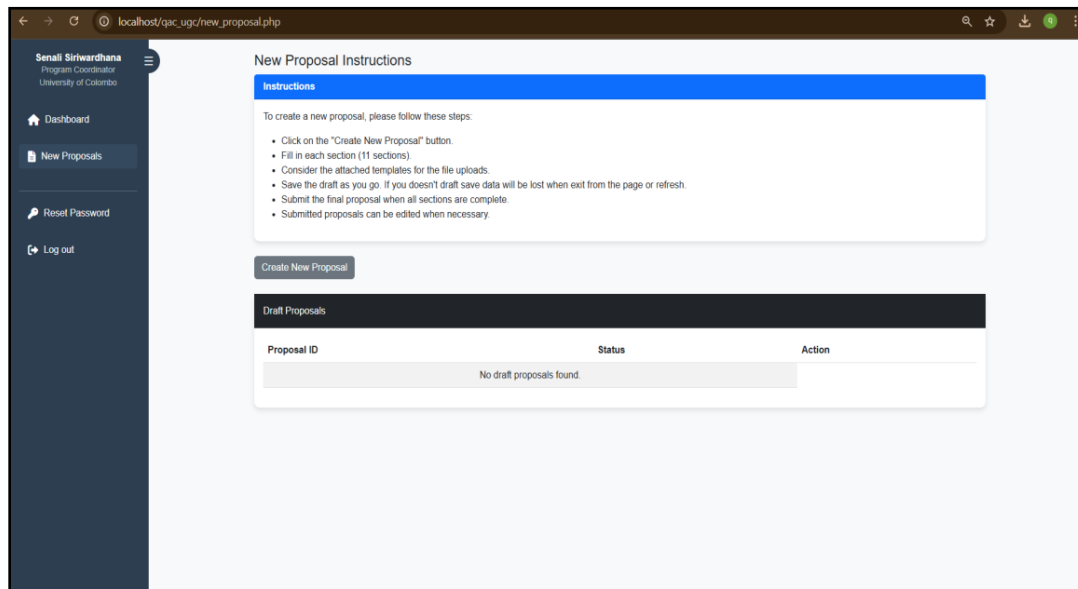 localhost/qac_ugc/new_proposal.php
q
Senali Siriwardhana
Program Coordinator
University of Colombo
Dashboard
New Proposals
Reset Password
Log out
New Proposal Instructions
Instructions
To create a new proposal, please follow these steps:
Click on the "Create New Proposal" button.
Fill in each section (11 sections).
Consider the attached templates for the file uploads.
Save the draft as you go. If you doesn't draft save data will be lost when exit from the page or refresh.
Submit the final proposal when all sections are complete.
Submitted proposals can be edited when necessary.
Create New Proposal
Draft Proposals
Proposal ID Status Action
No draft proposals found.